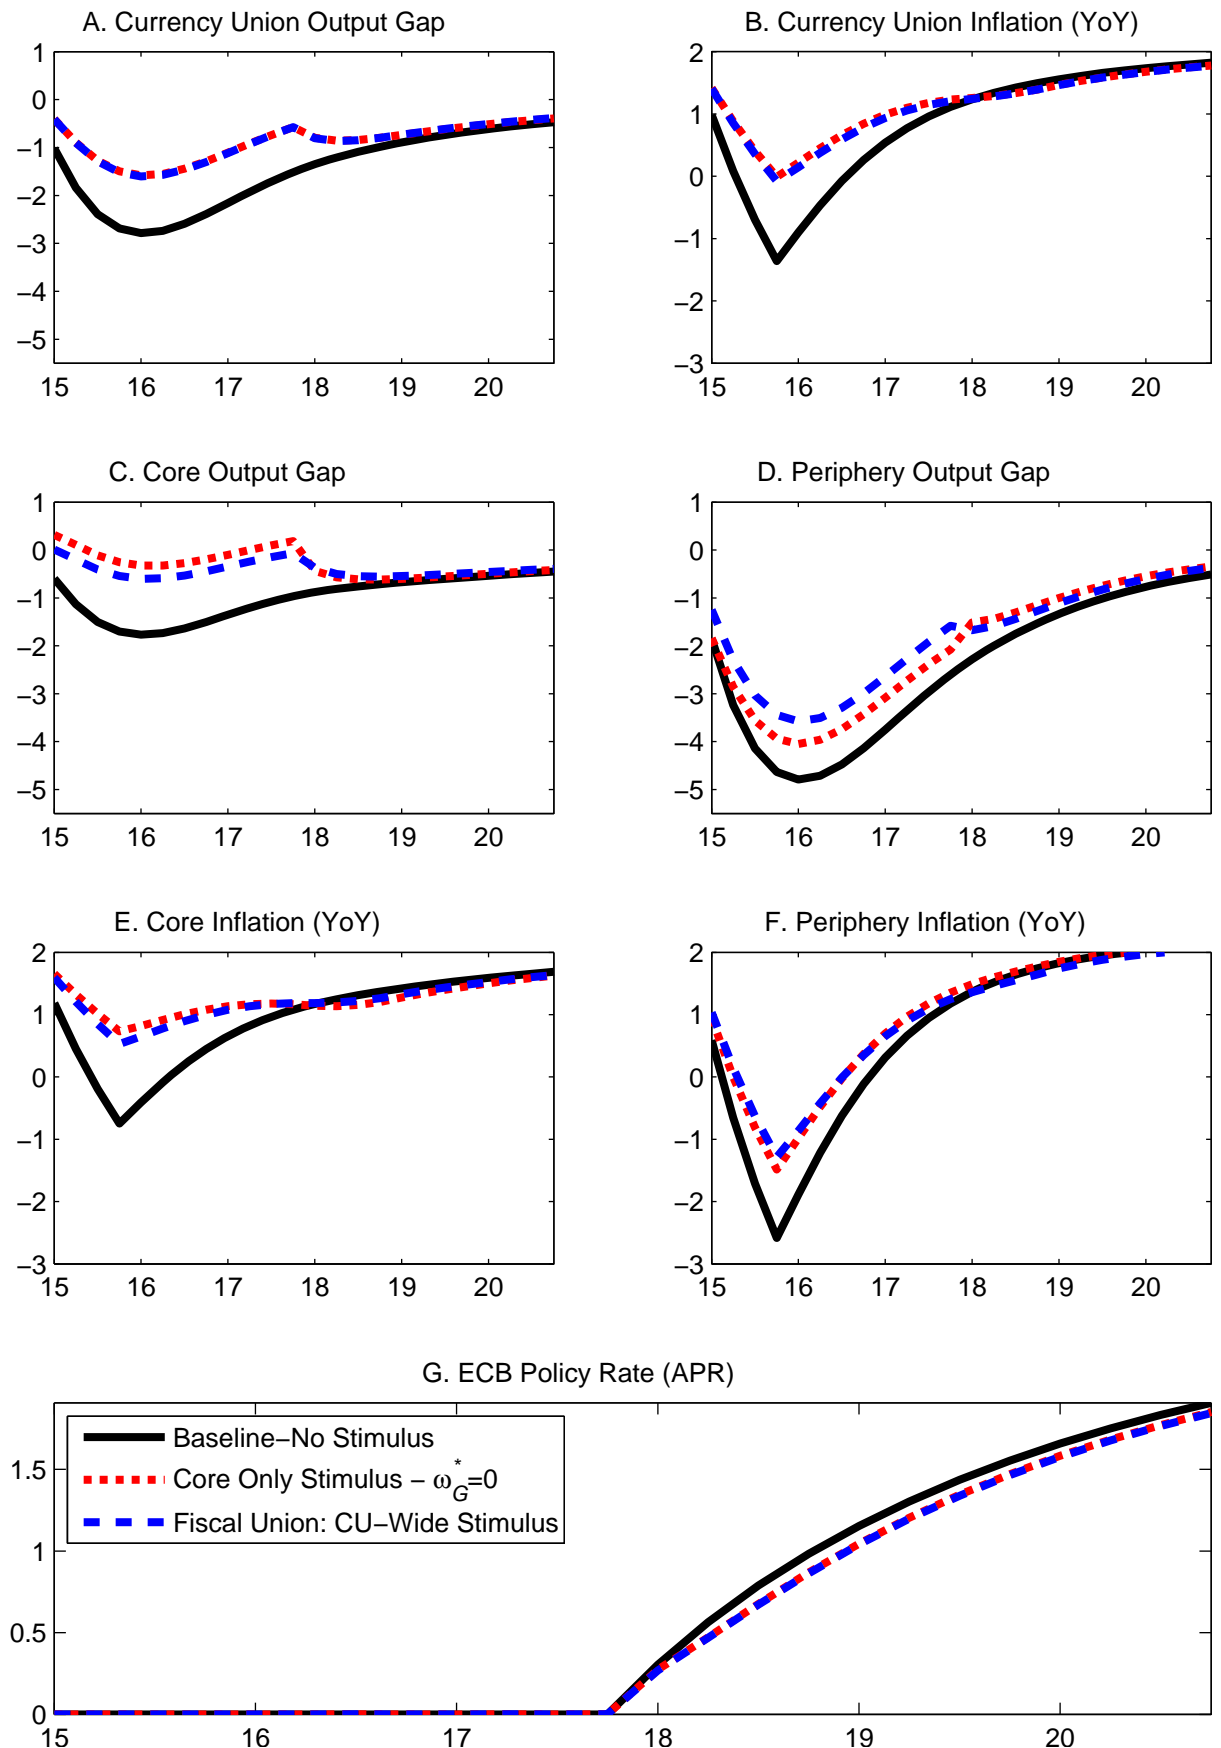 A. Currency Union Output Gap
B. Currency Union Inflation (YoY)
1
0
−1
−2
−3
−4
−5
15 16 17 18 19 20
2
1
0
−1
−2
−3
15 16 17 18 19 20
C. Core Output Gap
D. Periphery Output Gap
1
0
−1
−2
−3
−4
−5
15 16 17 18 19 20
1
0
−1
−2
−3
−4
−5
15 16 17 18 19 20
E. Core Inflation (YoY)
F. Periphery Inflation (YoY)
2
1
0
−1
−2
−3
15 16 17 18 19 20
2
1
0
−1
−2
−3
15 16 17 18 19 20
G. ECB Policy Rate (APR)
Baseline−No Stimulus
Core Only Stimulus − ω*G=0
Fiscal Union: CU−Wide Stimulus
1.5
1
0.5
0
15 16 17 18 19 20